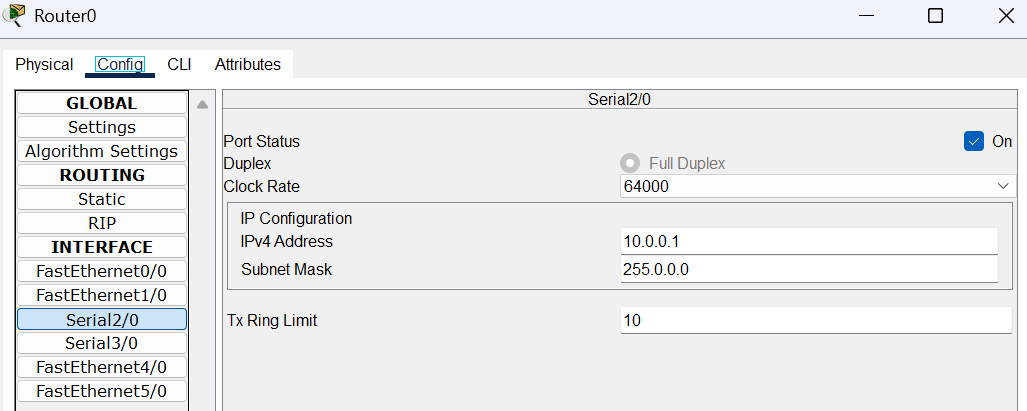 Router0
Physical Config CLI Attributes
GLOBAL
Settings
Algorithm Settings
ROUTING
Static
RIP
INTERFACE
FastEthernet0/0
FastEthernet1/0
Serial2/0
Serial3/0
FastEthernet4/0
FastEthernet5/0
Serial2/0
Port Status On
Duplex Full Duplex
Clock Rate 64000
IP Configuration
IPv4 Address 10.0.0.1
Subnet Mask 255.0.0.0
Tx Ring Limit 10